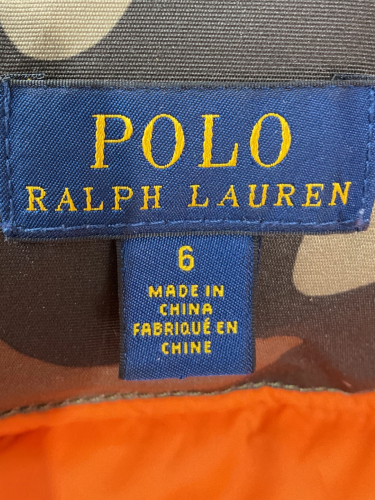 POLO
RALPH LAUREN
6
MADE IN
CHINA
FABRIQUÉ EN
CHINE